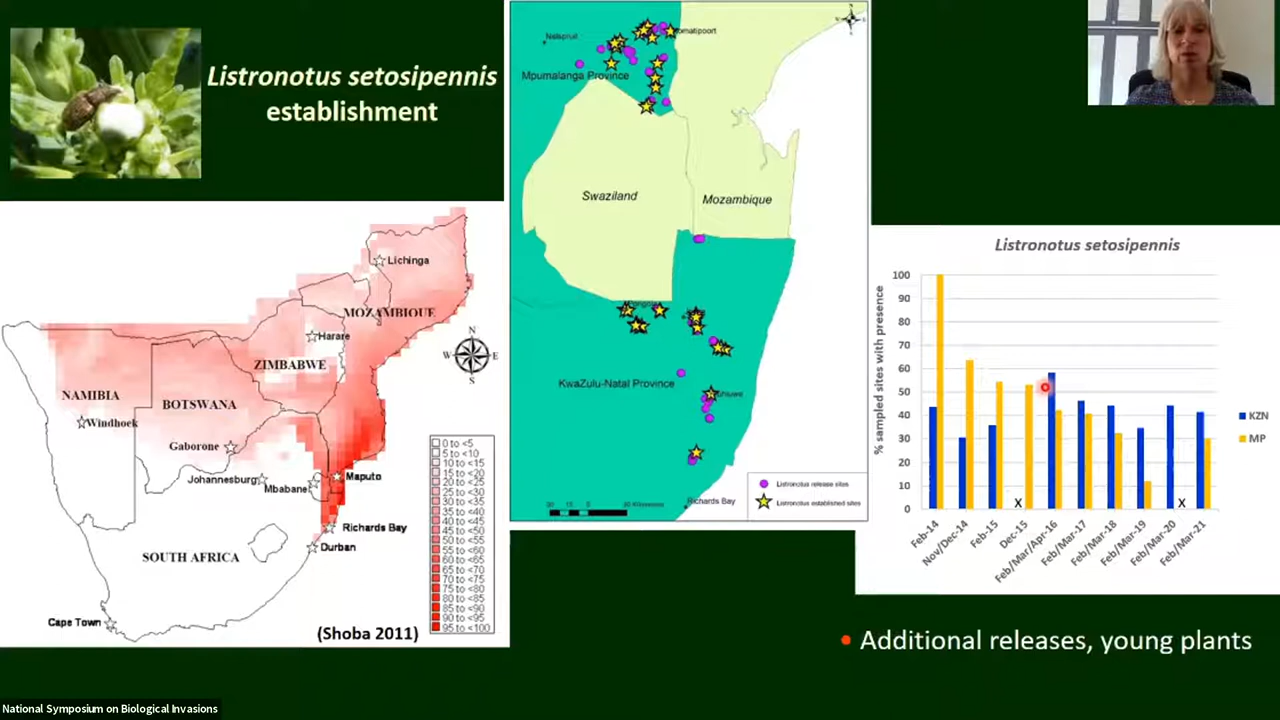 Listronotus setosipennis
establishment
Lichinga
MOZAMBIQUE
Harare
ZIMBABWE
N
W
E
S
NAMIBIA
BOTSWANA
Windhoek
Gaborone
Johannesburg
Mbabane
Maputo
Richards Bay
Durban
SOUTH AFRICA
Cape Town
(Shoba 2011)
0 to <5
5 to <10
10 to <15
15 to <20
20 to <25
25 to <30
30 to <35
35 to <40
40 to <45
45 to <50
50 to <55
55 to <60
60 to <65
65 to <70
70 to <75
75 to <80
80 to <85
85 to <90
90 to <95
95 to <100
Nelspruit
Mpumalanga Province
Swaziland
Mozambique
KwaZulu-Natal Province
Richards Bay
Listronotus release sites
Listronotus established sites
Listronotus setosipennis
% sampled sites with presence
100
90
80
70
60
50
40
30
20
10
0
X
X
Feb-14
Nov/Dec-14
Feb-15
Dec-15
Feb/Mar/Apr-16
Feb/Mar-17
Feb/Mar-18
Feb/Mar-19
Feb/Mar-20
Feb/Mar-21
KZN
MP
• Additional releases, young plants
National Symposium on Biological Invasions